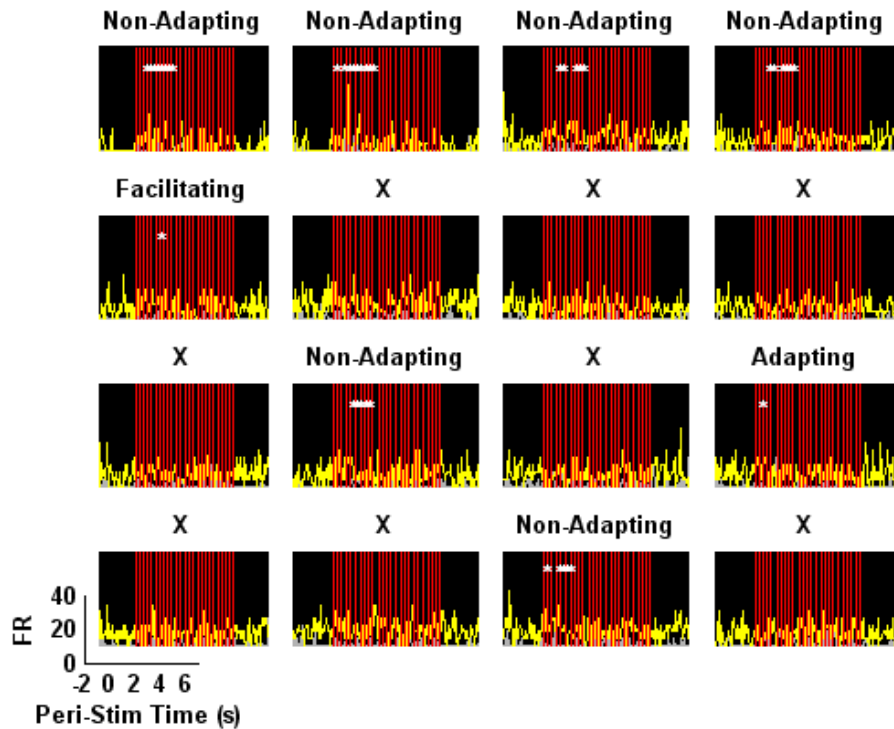 Non-Adapting Non-Adapting Non-Adapting Non-Adapting
Facilitating X X X
X Non-Adapting X Adapting
X X Non-Adapting X
40
20
0
FR
-2 0 2 4 6
Peri-Stim Time (s)